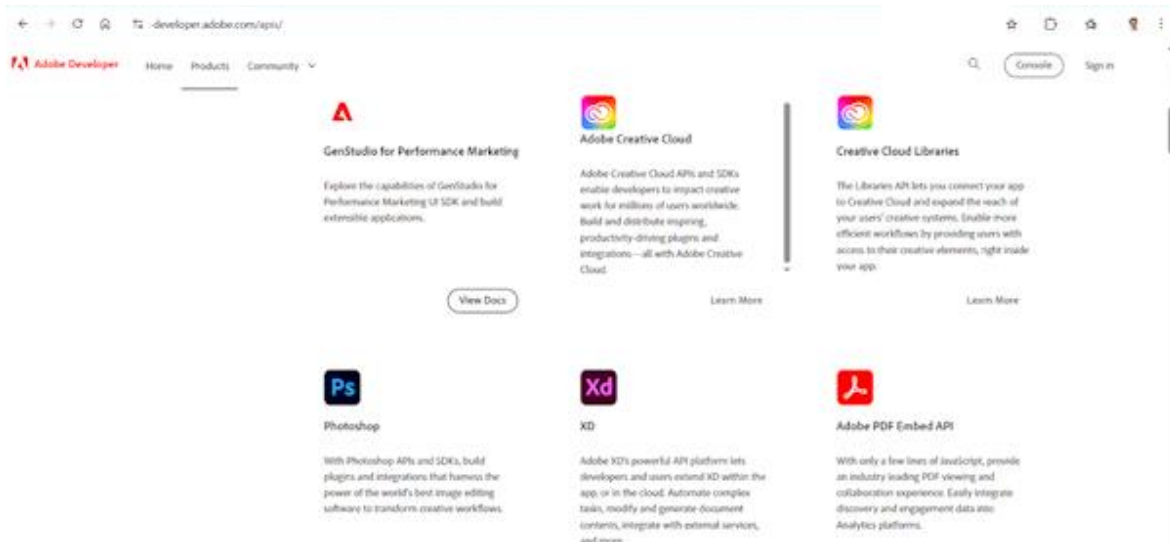 developer.adobe.com/apis/
Adobe Developer Home Products Community Console Sign in
GenStudio for Performance Marketing
Explore the capabilities of GenStudio for
Performance Marketing UI SDK and build
extensible applications.
View Docs
Adobe Creative Cloud
Adobe Creative Cloud APIs and SDKs
enable developers to impact creative
work for millions of users worldwide.
Build and distribute inspiring,
productivity-driving plugins and
integrations—all with Adobe Creative
Cloud.
Learn More
Creative Cloud Libraries
The Libraries API lets you connect your app
to Creative Cloud and expand the reach of
your users' creative systems. Enable more
efficient workflows by providing users with
access to their creative elements, right inside
your app.
Learn More
Ps
Photoshop
With Photoshop APIs and SDKs, build
plugins and integrations that harness the
power of the world's best image editing
software to transform creative workflows.
Xd
XD
Adobe XD's powerful API platform lets
developers and users extend XD within the
app, or in the cloud. Automate complex
tasks, modify and generate document
contents, integrate with external services,
and more.
Adobe PDF Embed API
With only a few lines of JavaScript, provide
an industry leading PDF viewing and
collaboration experience. Easily integrate
discovery and engagement data into
Analytics platforms.